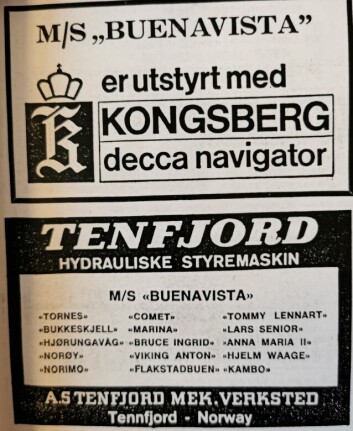 M/S „BUENAVISTA”
er utstyrt med
K KONGSBERG
decca navigator
TENFJORD
HYDRAULISKE STYREMASKIN
M/S «BUENAVISTA»
«TORNES» «COMET» «TOMMY LENNART»
«BUKKESKJELL» «MARINA» «LARS SENIOR»
«HJØRUNGAVÅG» «BRUCE INGRID» «ANNA MARIA II»
«NORØY» «VIKING ANTON» «HJELM WAAGE»
«NORIMO» «FLAKSTADBUEN» «KAMBO»
A.S TENFJORD MEK. VERKSTED
Tennfjord - Norway